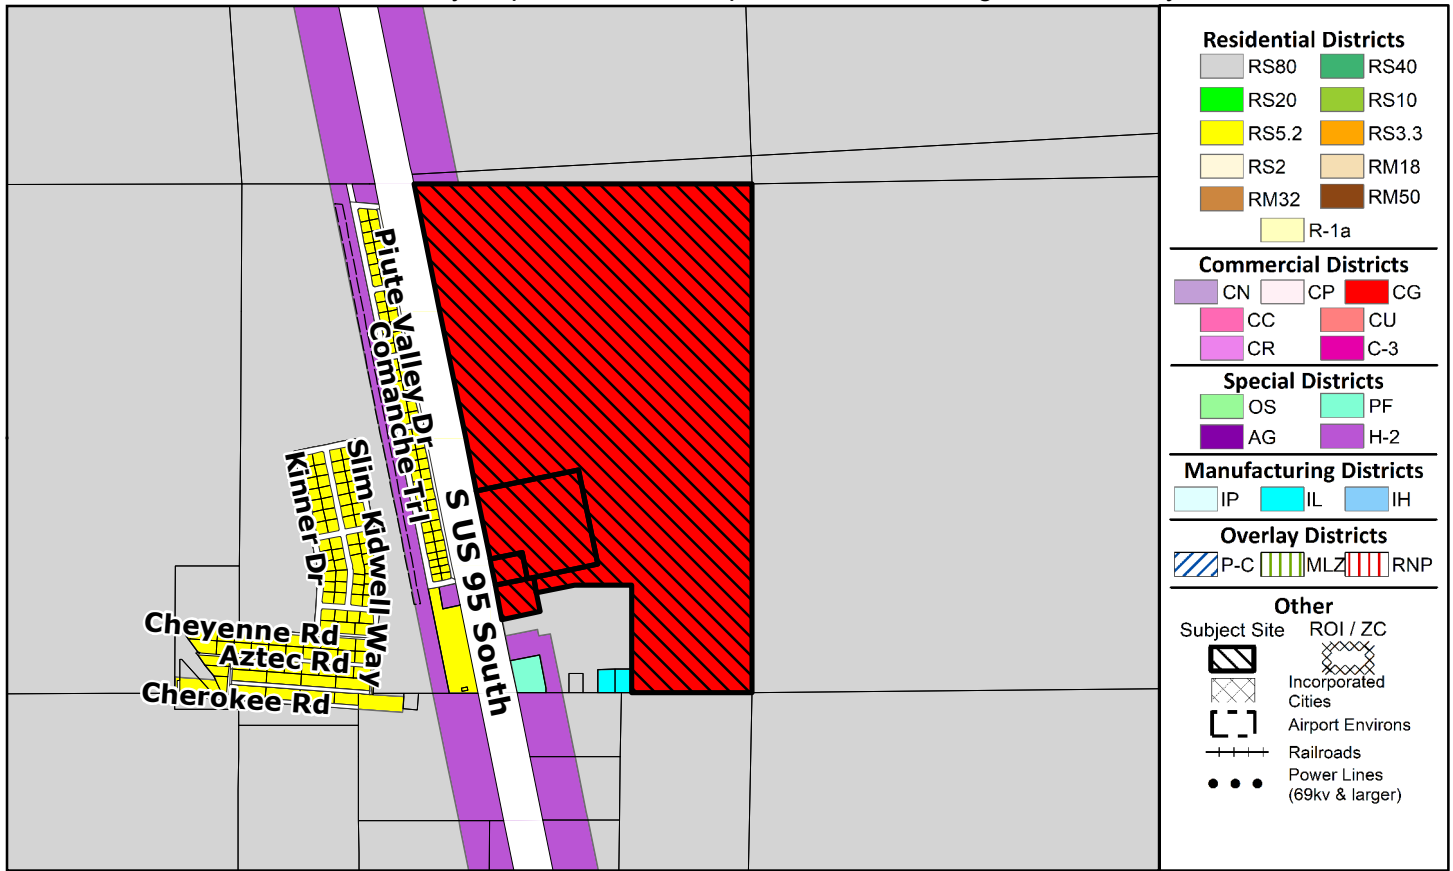 Piute Valley Dr
Comanche Trl
S US 95 South
Slim Kidwell Way
Kinner Dr
Cheyenne Rd
Aztec Rd
Cherokee Rd
Residential Districts
RS80 RS40
RS20 RS10
RS5.2 RS3.3
RS2 RM18
RM32 RM50
R-1a
Commercial Districts
CN CP CG
CC CU
CR C-3
Special Districts
OS PF
AG H-2
Manufacturing Districts
IP IL IH
Overlay Districts
P-C MLZ RNP
Other
Subject Site ROI / ZC
Incorporated
Cities
Airport Environs
Railroads
Power Lines
(69kv & larger)